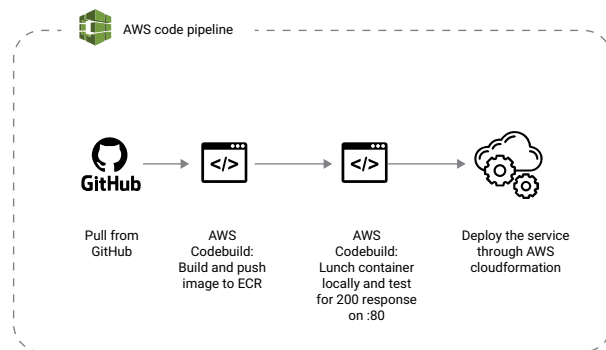 AWS code pipeline
</>
</>
GitHub
Pull from
GitHub
AWS
Codebuild:
Build and push
image to ECR
AWS
Codebuild:
Lunch container
locally and test
for 200 response
on :80
Deploy the service
through AWS
cloudformation